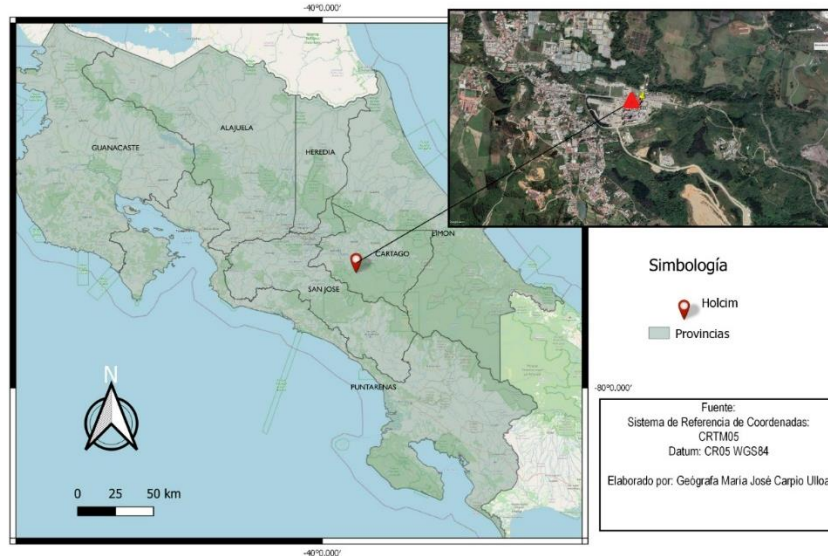 -40°0.000'
ALAJUELA
HEREDIA
GUANACASTE
LIMON
CARTAGO
SAN JOSE
PUNTARENAS
N
0 25 50 km
-40°0.000'
Simbología
Holcim
Provincias
-80°0.000'
Fuente:
Sistema de Referencia de Coordenadas:
CRTM05
Datum: CR05 WGS84
Elaborado por: Geógrafa María José Carpio Ulloa